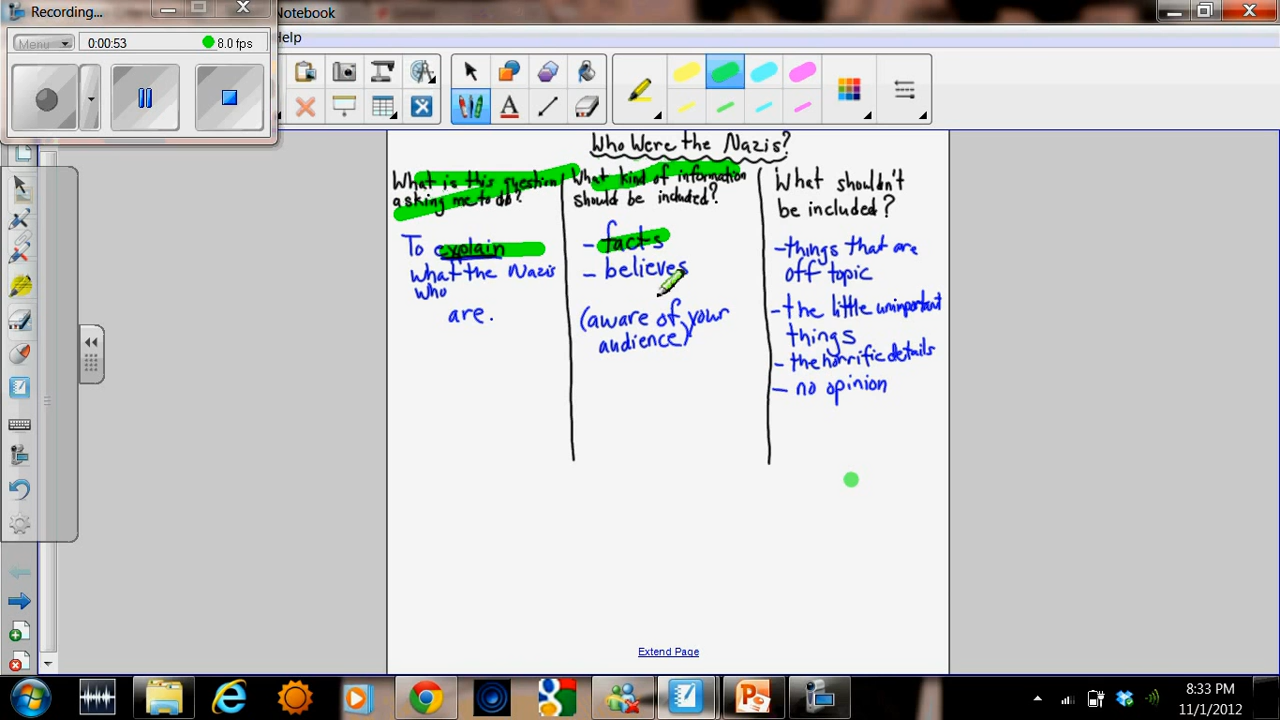 Recording...
Notebook
Menu
0:00:53
8.0 fps
Help
Who Were the Nazis?
What is this question
asking me to do?
To explain
what the Nazis
who
are.
What kind of information
should be included?
- facts
- believes
(aware of your
audience)
What shouldn't
be included?
- things that are
off topic
- the little unimportant
things
- the horrific details
- no opinion
Extend Page
8:33 PM
11/1/2012